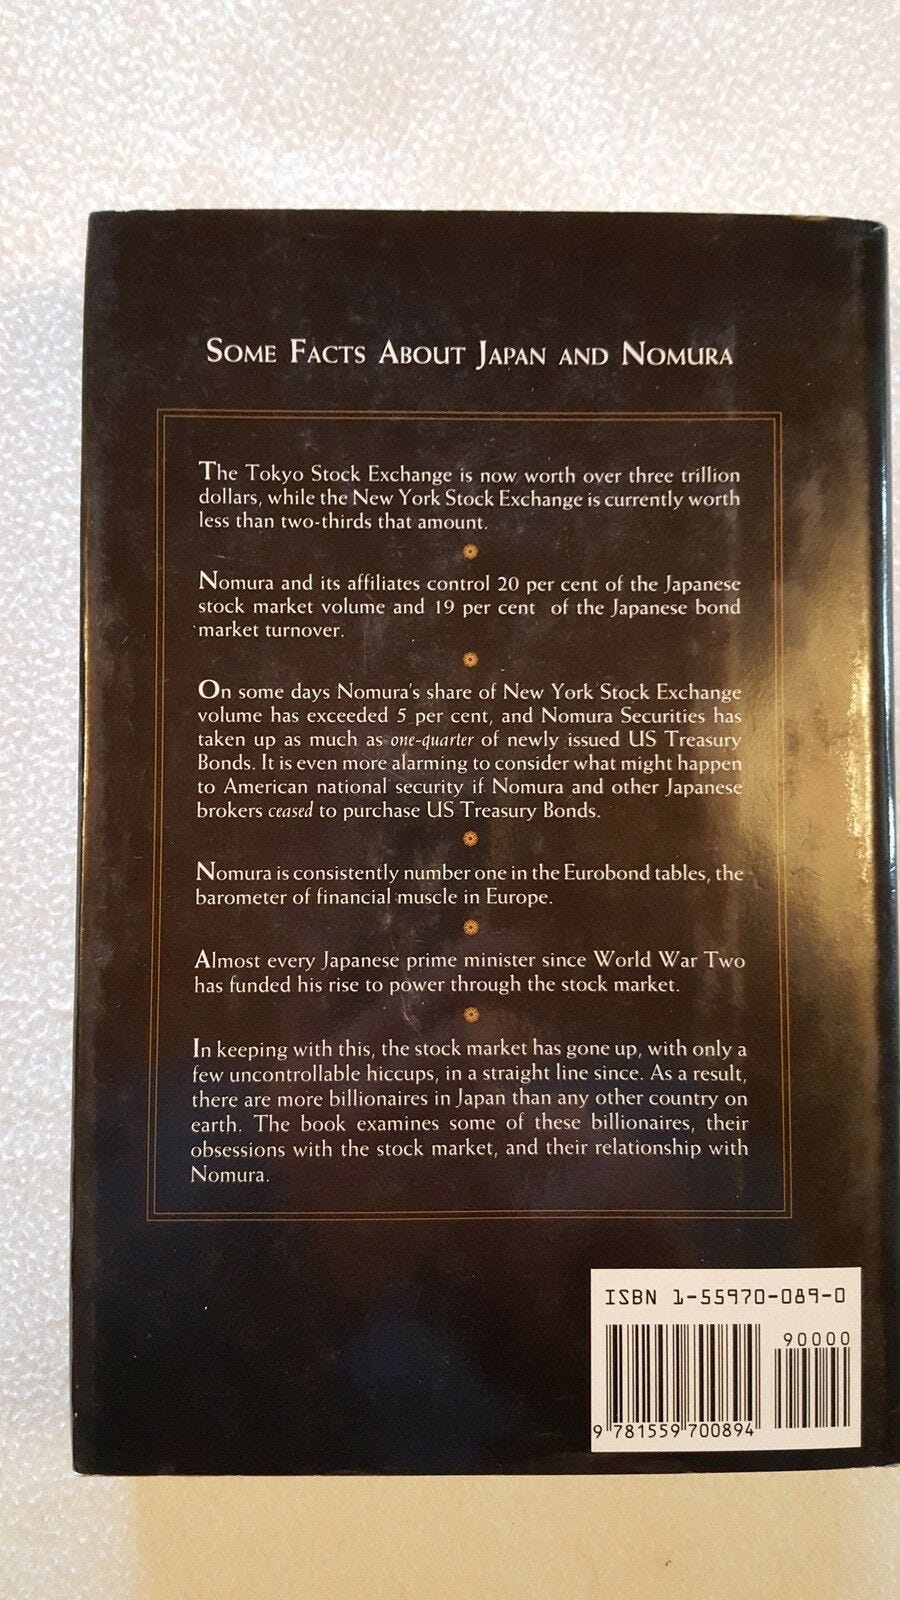 SOME FACTS ABOUT JAPAN AND NOMURA
The Tokyo Stock Exchange is now worth over three trillion
dollars, while the New York Stock Exchange is currently worth
less than two-thirds that amount.
Nomura and its affiliates control 20 per cent of the Japanese
stock market volume and 19 per cent of the Japanese bond
market turnover.
On some days Nomura's share of New York Stock Exchange
volume has exceeded 5 per cent, and Nomura Securities has
taken up as much as one-quarter of newly issued US Treasury
Bonds. It is even more alarming to consider what might happen
to American national security if Nomura and other Japanese
brokers ceased to purchase US Treasury Bonds.
Nomura is consistently number one in the Eurobond tables, the
barometer of financial muscle in Europe.
Almost every Japanese prime minister since World War Two
has funded his rise to power through the stock market.
In keeping with this, the stock market has gone up, with only a
few uncontrollable hiccups, in a straight line since. As a result,
there are more billionaires in Japan than any other country on
earth. The book examines some of these billionaires, their
obsessions with the stock market, and their relationship with
Nomura.
ISBN 1-55970-089-0
90000
9 781559 700894